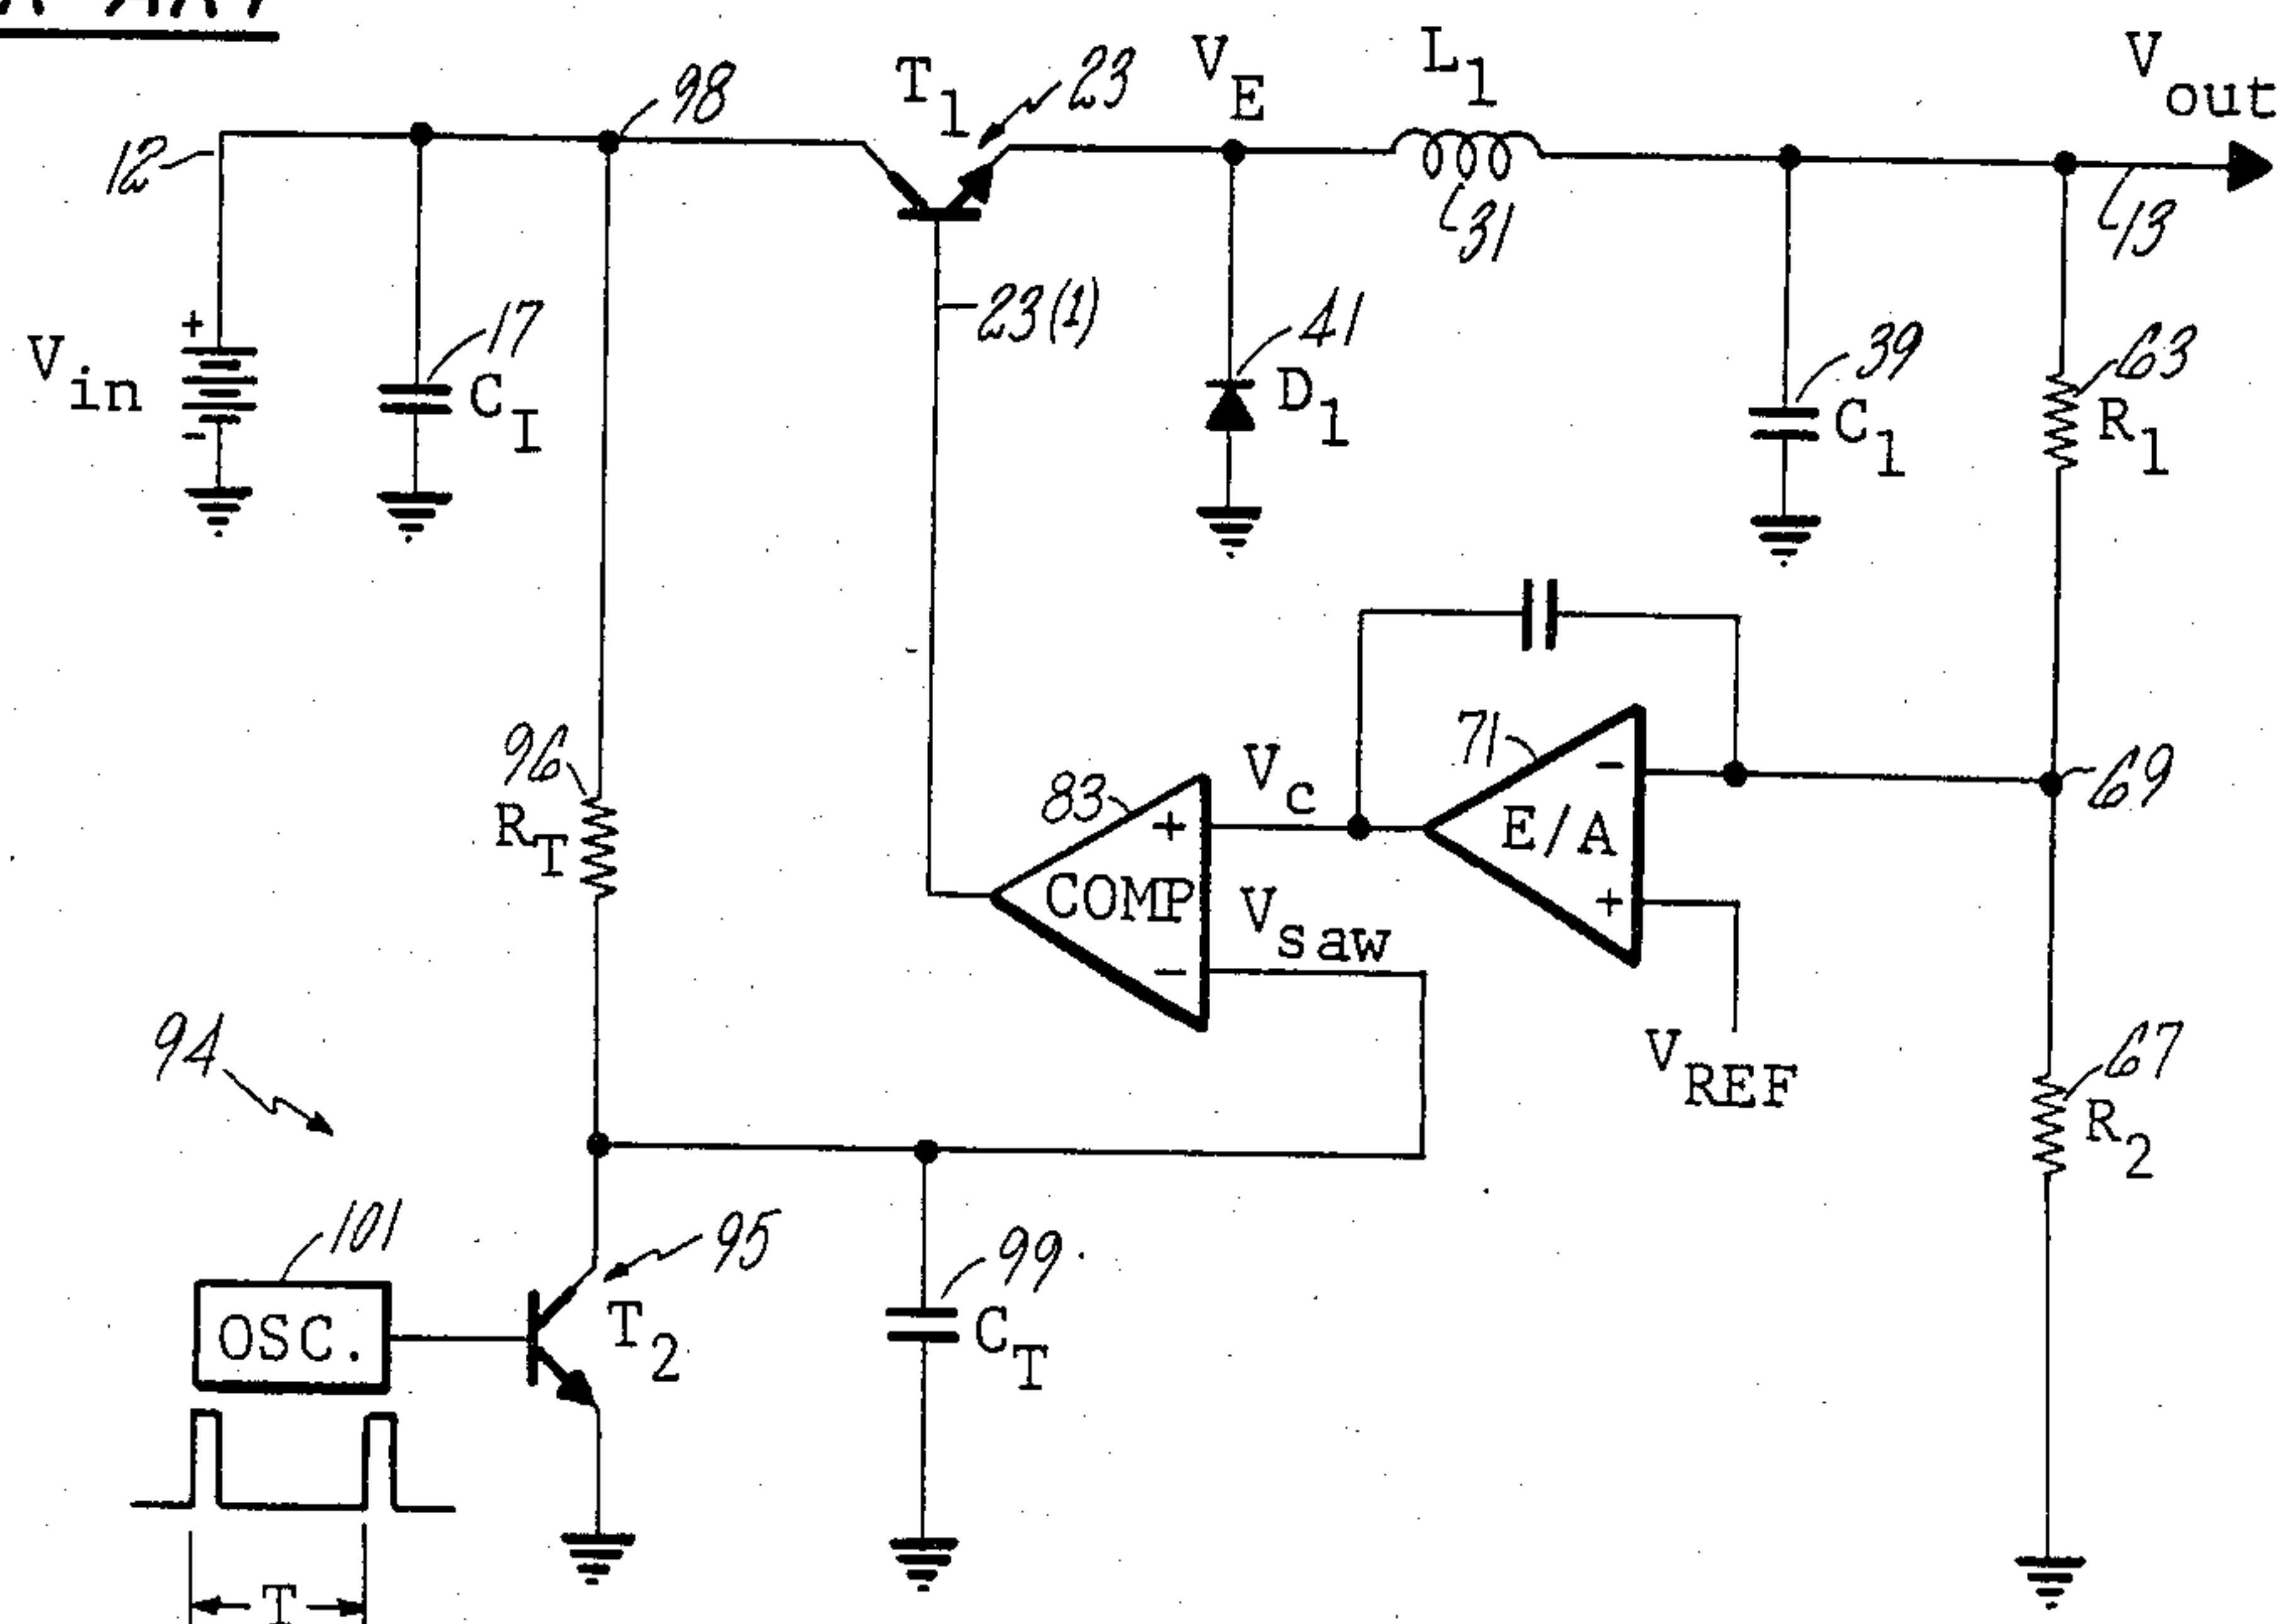 98
T1
23
VE
L1
Vout
12
31
13
23(1)
Vin
+
-
17
CI
41
D1
39
C1
63
R1
96
RT
83
Vc
71
-
E/A
+
69
+
COMP
-
Vsaw
VREF
94
67
R2
101
OSC.
95
T2
99
CT
T